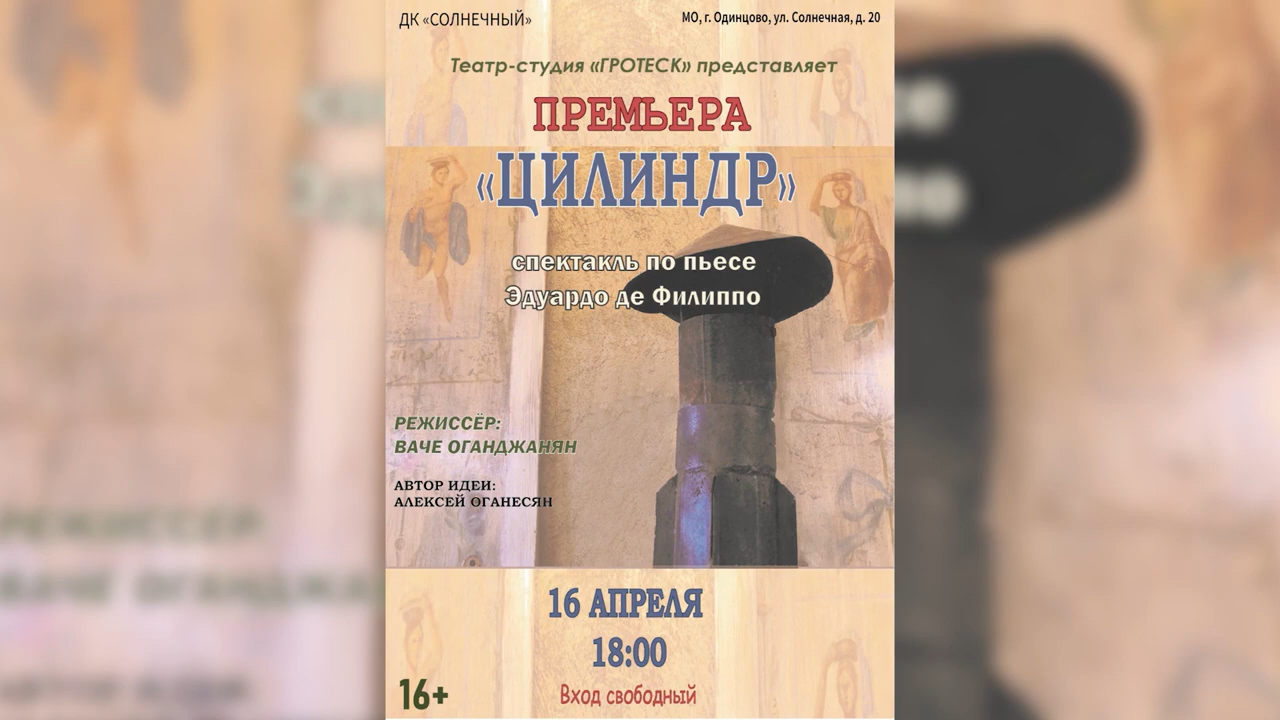 ДК «СОЛНЕЧНЫЙ»
МО, г. Одинцово, ул. Солнечная, д. 20
Театр-студия «ГРОТЕСК» представляет
ПРЕМЬЕРА
«ЦИЛИНДР»
спектакль по пьесе
Эдуардо де Филиппо
РЕЖИССЁР:
ВАЧЕ ОГАНДЖАНЯН
АВТОР ИДЕИ:
АЛЕКСЕЙ ОГАНЕСЯН
16 АПРЕЛЯ
18:00
16+
Вход свободный